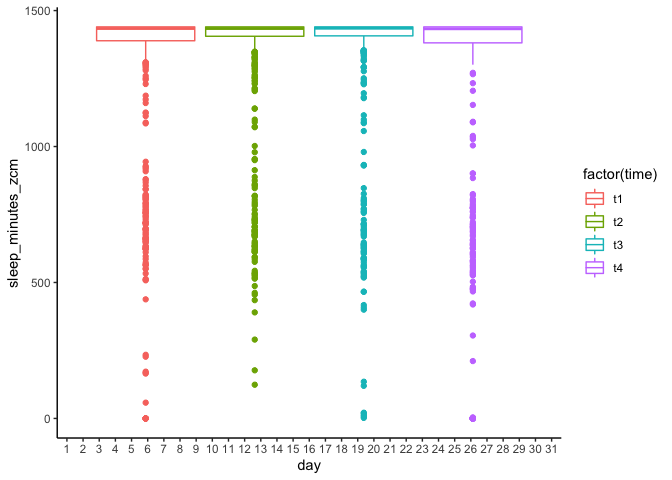 1500
1000
500
0
sleep_minutes_zcm
1 2 3 4 5 6 7 8 9 10 11 12 13 14 15 16 17 18 19 20 21 22 23 24 25 26 27 28 29 30 31
day
factor(time)
t1
t2
t3
t4